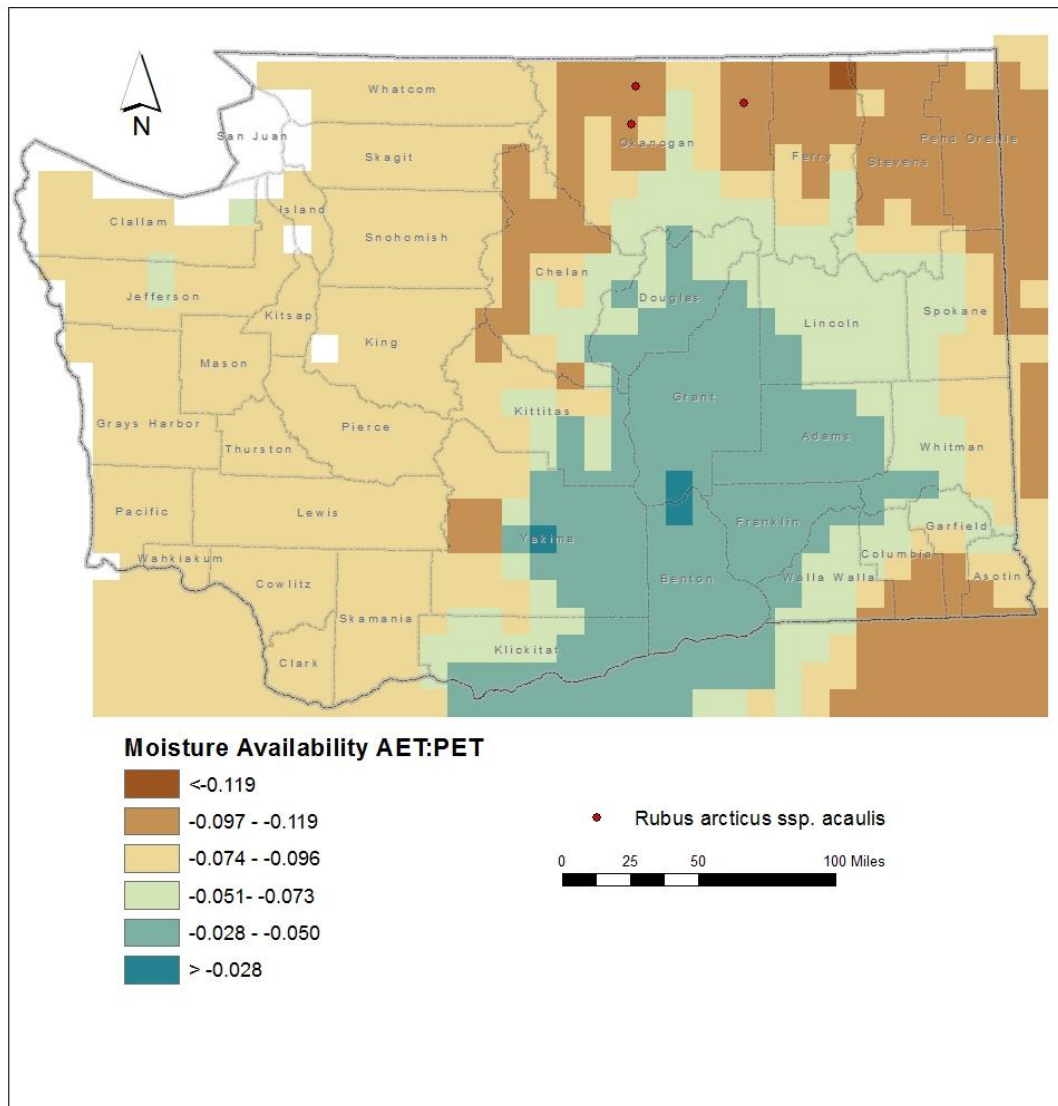 N
Whatcom
San Juan
Skagit
Okanogan
Ferry
Stevens
Pend Oreille
Island
Clallam
Snohomish
Chelan
Jefferson
Douglas
Kitsap
Lincoln
Spokane
King
Mason
Grant
Kittitas
Grays Harbor
Pierce
Adams
Thurston
Whitman
Pacific
Lewis
Franklin
Garfield
Yakima
Wahkiakum
Columbia
Cowlitz
Benton
Walla Walla
Asotin
Skamania
Klickitat
Clark
Moisture Availability AET:PET
<-0.119
-0.097 - -0.119
-0.074 - -0.096
-0.051- -0.073
-0.028 - -0.050
> -0.028
Rubus arcticus ssp. acaulis
0 25 50 100 Miles